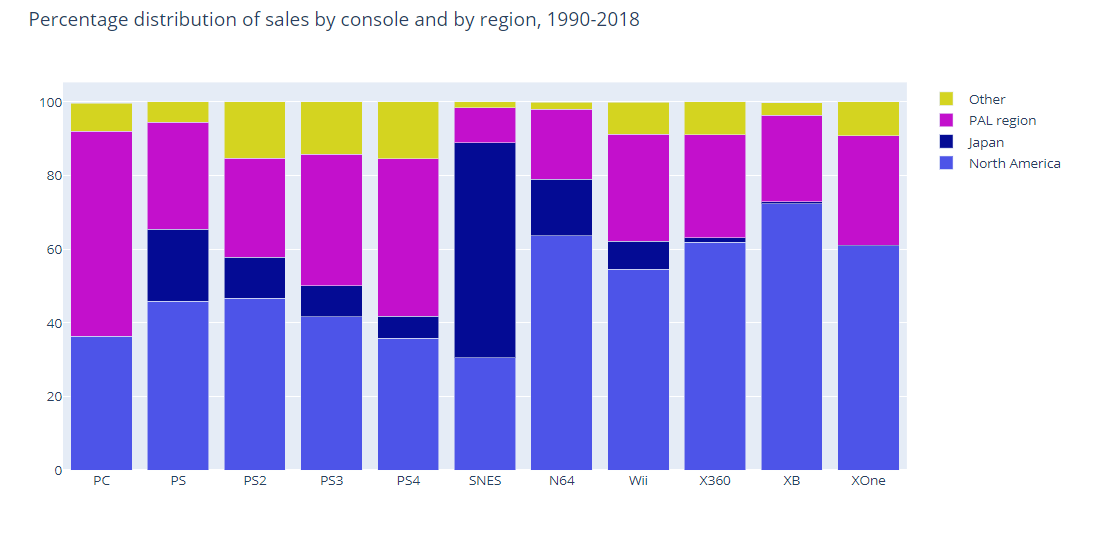 Percentage distribution of sales by console and by region, 1990-2018
Other
PAL region
Japan
North America
100
80
60
40
20
0
PC PS PS2 PS3 PS4 SNES N64 Wii X360 XB XOne